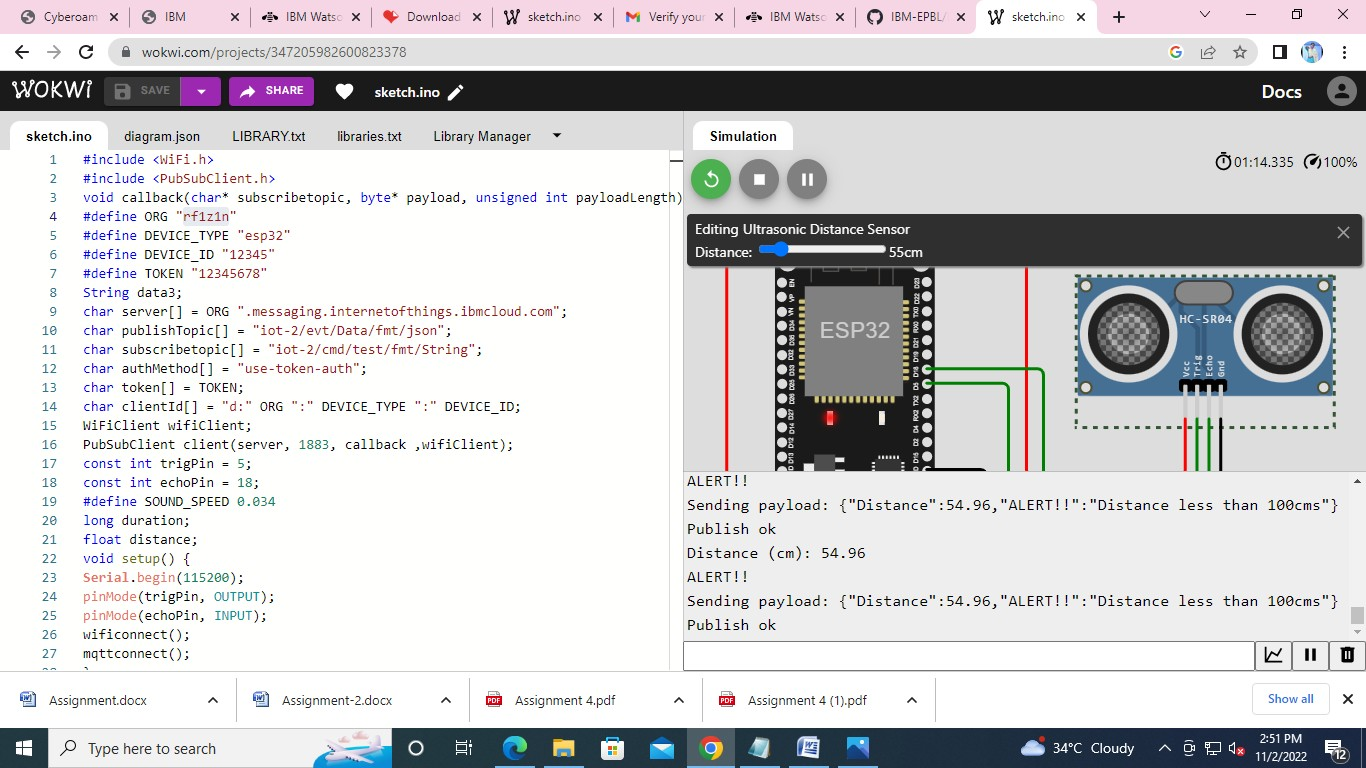 Cyberoam
IBM
IBM Watso
Download
sketch.ino
Verify your
IBM Watso
IBM-EPBL/
sketch.ino
wokwi.com/projects/347205982600823378
WOKWi
SAVE
SHARE
sketch.ino
Docs
sketch.ino
diagram.json
LIBRARY.txt
libraries.txt
Library Manager
1 #include <WiFi.h>
2 #include <PubSubClient.h>
3 void callback(char* subscribetopic, byte* payload, unsigned int payloadLength)
4 #define ORG "rf1z1n"
5 #define DEVICE_TYPE "esp32"
6 #define DEVICE_ID "12345"
7 #define TOKEN "12345678"
8 String data3;
9 char server[] = ORG ".messaging.internetofthings.ibmcloud.com";
10 char publishTopic[] = "iot-2/evt/Data/fmt/json";
11 char subscribetopic[] = "iot-2/cmd/test/fmt/String";
12 char authMethod[] = "use-token-auth";
13 char token[] = TOKEN;
14 char clientId[] = "d:" ORG ":" DEVICE_TYPE ":" DEVICE_ID;
15 WiFiClient wifiClient;
16 PubSubClient client(server, 1883, callback ,wifiClient);
17 const int trigPin = 5;
18 const int echoPin = 18;
19 #define SOUND_SPEED 0.034
20 long duration;
21 float distance;
22 void setup() {
23 Serial.begin(115200);
24 pinMode(trigPin, OUTPUT);
25 pinMode(echoPin, INPUT);
26 wificonnect();
27 mqttconnect();
Simulation
01:14.335
100%
Editing Ultrasonic Distance Sensor
Distance:
55cm
ESP32
HC-SR04
Vcc
Trig
Echo
Gnd
ALERT!!
Sending payload: {"Distance":54.96,"ALERT!!":"Distance less than 100cms"}
Publish ok
Distance (cm): 54.96
ALERT!!
Sending payload: {"Distance":54.96,"ALERT!!":"Distance less than 100cms"}
Publish ok
Assignment.docx
Assignment-2.docx
Assignment 4.pdf
Assignment 4 (1).pdf
Show all
Type here to search
34°C Cloudy
2:51 PM
11/2/2022
12